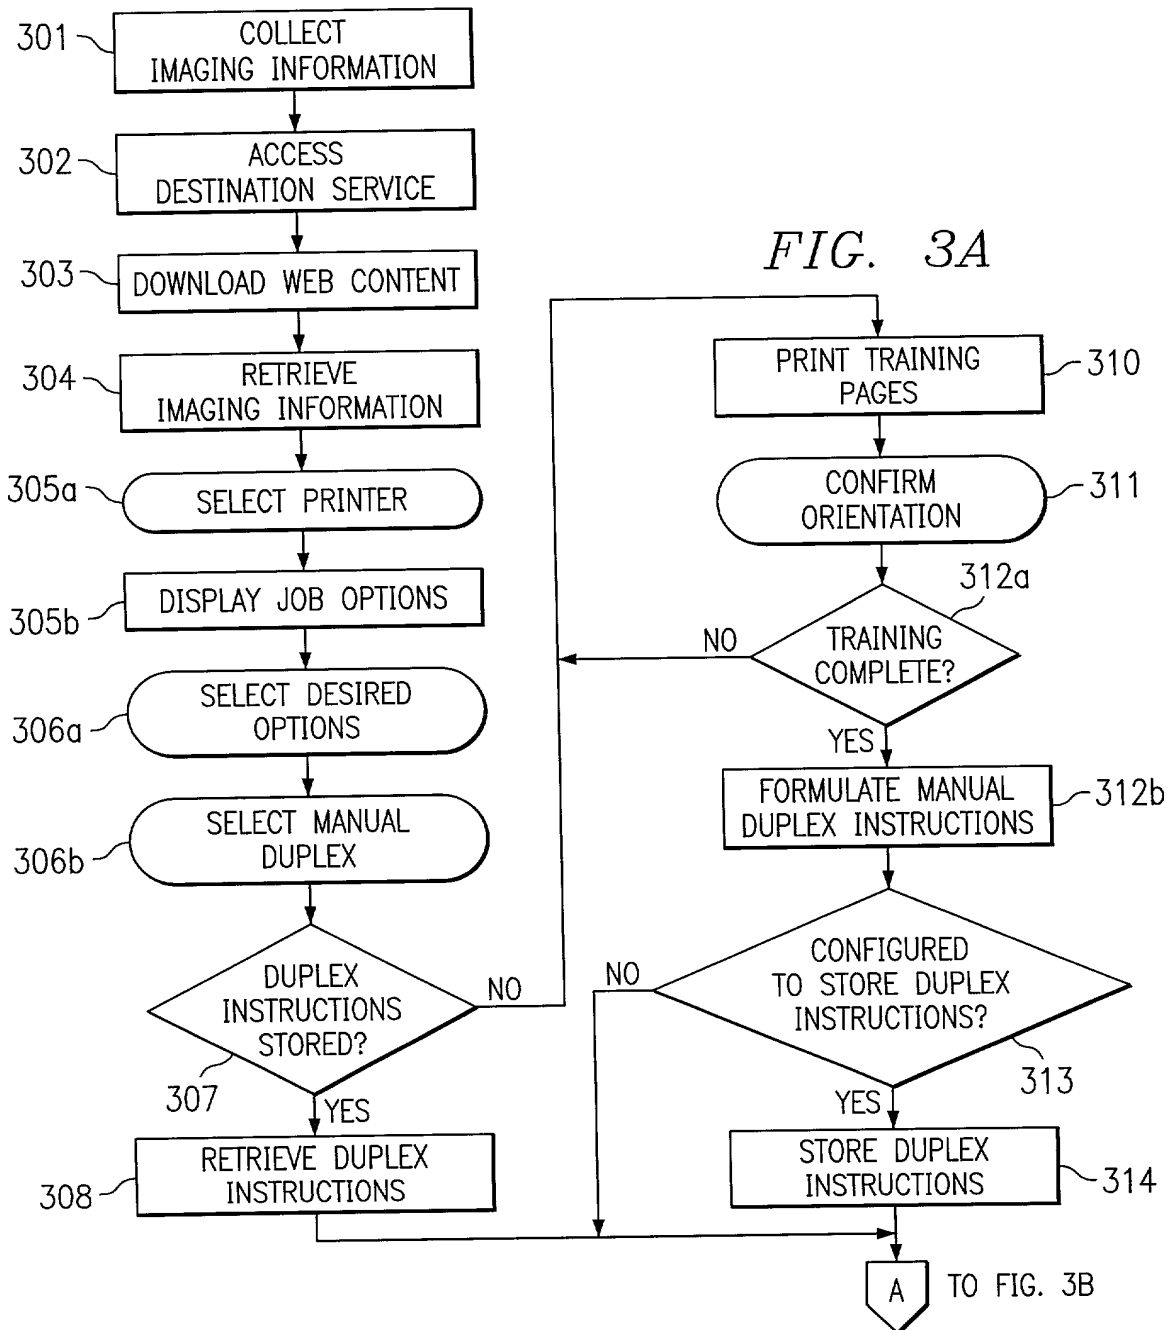 301
COLLECT
IMAGING INFORMATION
302
ACCESS
DESTINATION SERVICE
303
DOWNLOAD WEB CONTENT
304
RETRIEVE
IMAGING INFORMATION
305a
SELECT PRINTER
305b
DISPLAY JOB OPTIONS
306a
SELECT DESIRED
OPTIONS
306b
SELECT MANUAL
DUPLEX
DUPLEX
INSTRUCTIONS
STORED?
307
NO
YES
308
RETRIEVE DUPLEX
INSTRUCTIONS
FIG. 3A
PRINT TRAINING
PAGES
310
CONFIRM
ORIENTATION
311
312a
TRAINING
COMPLETE?
NO
YES
FORMULATE MANUAL
DUPLEX INSTRUCTIONS
312b
CONFIGURED
TO STORE DUPLEX
INSTRUCTIONS?
NO
313
YES
STORE DUPLEX
INSTRUCTIONS
314
A
TO FIG. 3B